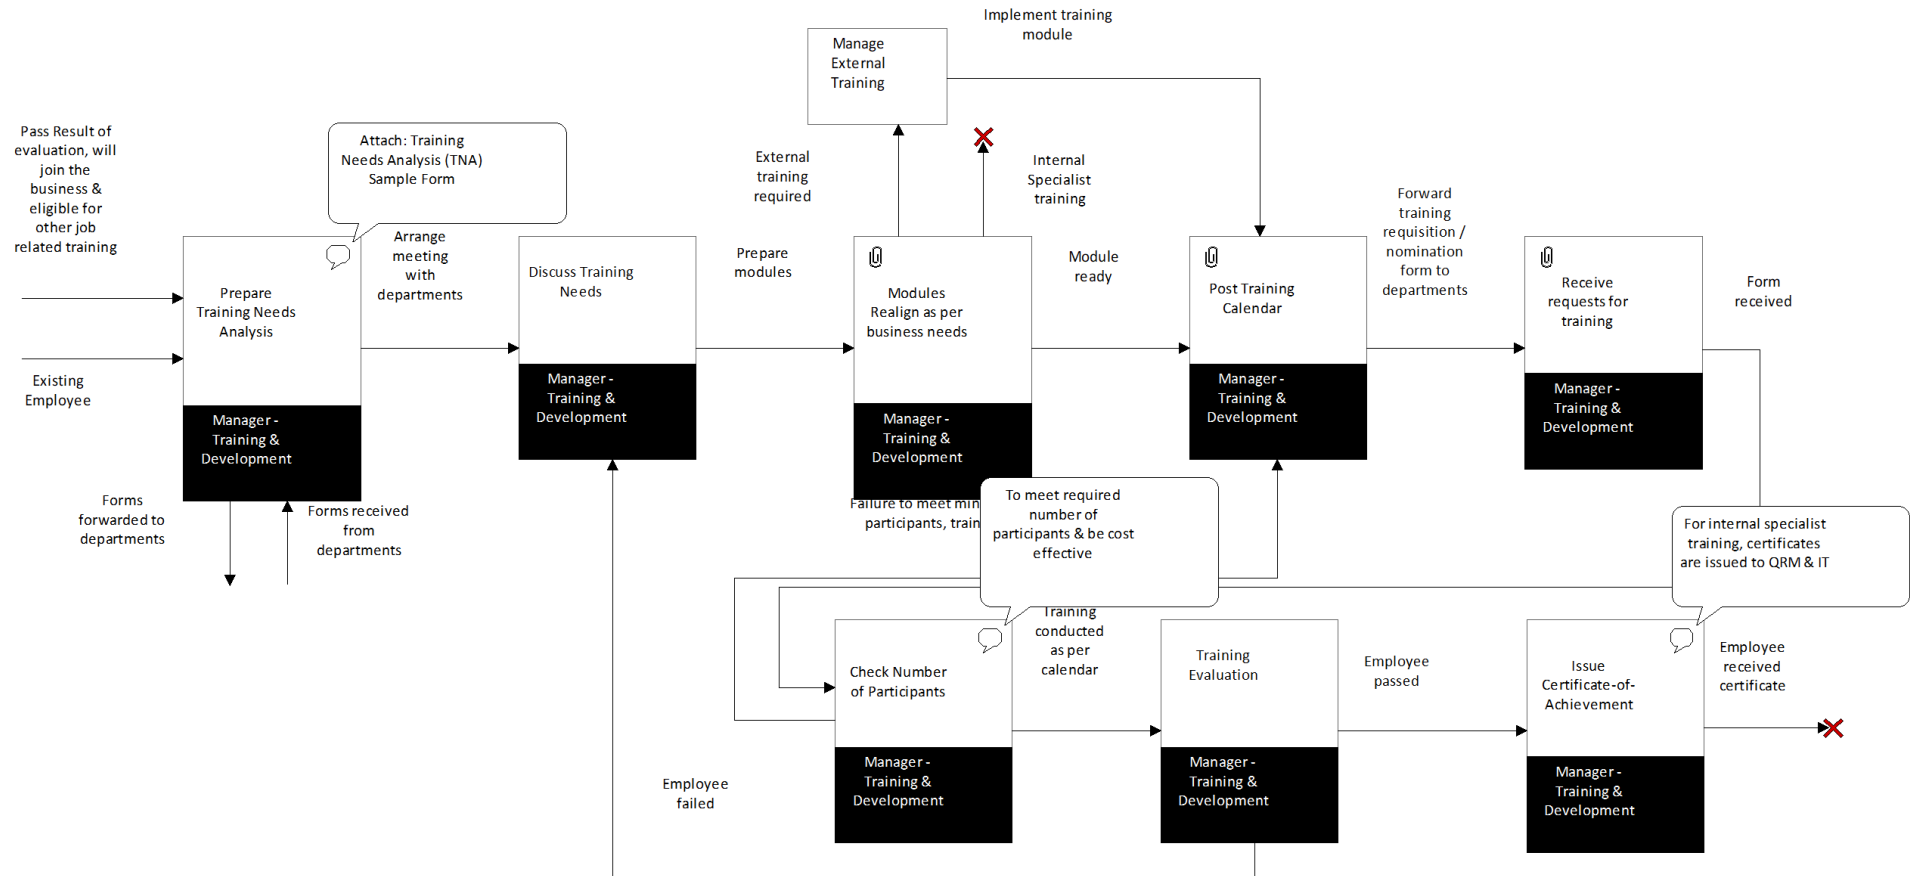 Implement training
module
Manage
External
Training
Pass Result of
evaluation, will
join the
business &
eligible for
other job
related training
Attach: Training
Needs Analysis (TNA)
Sample Form
External
training
required
Internal
Specialist
training
Forward
training
requisition /
nomination
form to
departments
Arrange
meeting
with
departments
Prepare
modules
Module
ready
Form
received
Prepare
Training Needs
Analysis
Discuss Training
Needs
Modules
Realign as per
business needs
Post Training
Calendar
Receive
requests for
training
Existing
Employee
Manager -
Training &
Development
Manager -
Training &
Development
Manager -
Training &
Development
Manager -
Training &
Development
Manager -
Training &
Development
Forms
forwarded to
departments
Forms received
from
departments
Failure to meet
participants,
To meet required
number of
participants & be cost
effective
For internal specialist
training, certificates
are issued to QRM & IT
Training
conducted
as per
calendar
Check Number
of Participants
Training
Evaluation
Employee
passed
Issue
Certificate-of-
Achievement
Employee
received
certificate
Employee
failed
Manager -
Training &
Development
Manager -
Training &
Development
Manager -
Training &
Development